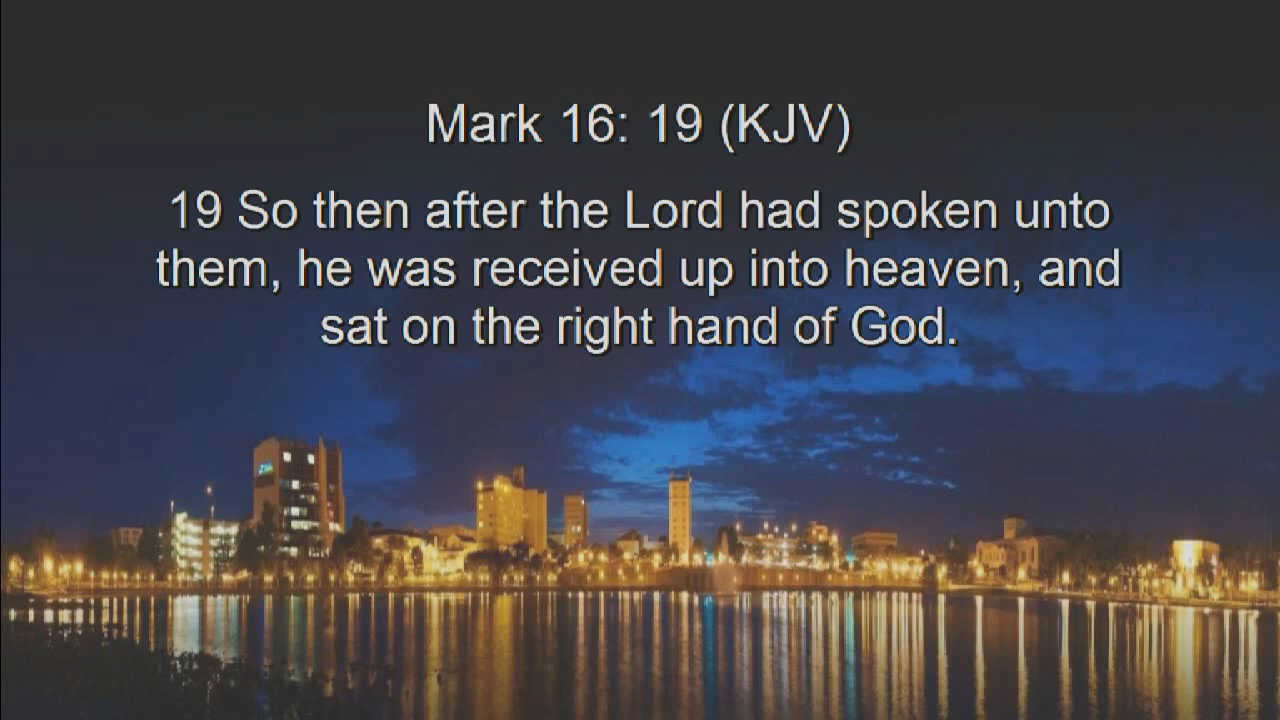 Mark 16: 19 (KJV)
19 So then after the Lord had spoken unto
them, he was received up into heaven, and
sat on the right hand of God.